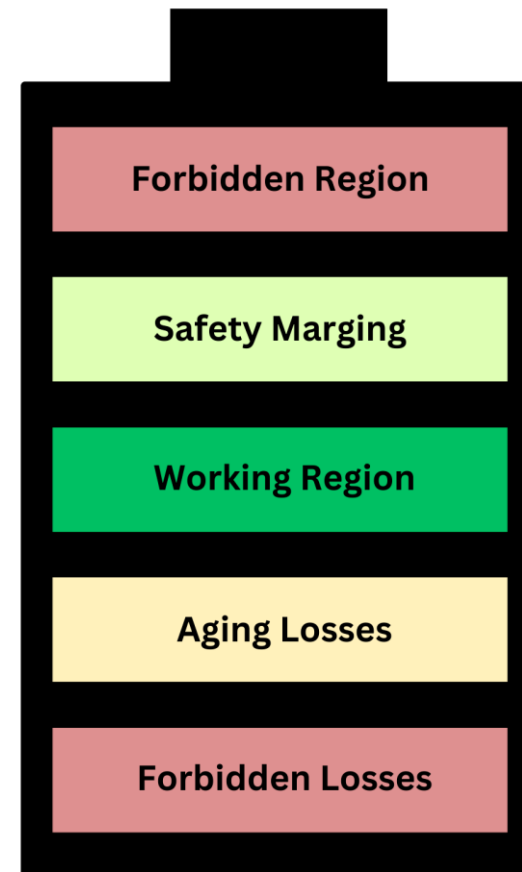 Forbidden Region
Safety Marging
Working Region
Aging Losses
Forbidden Losses